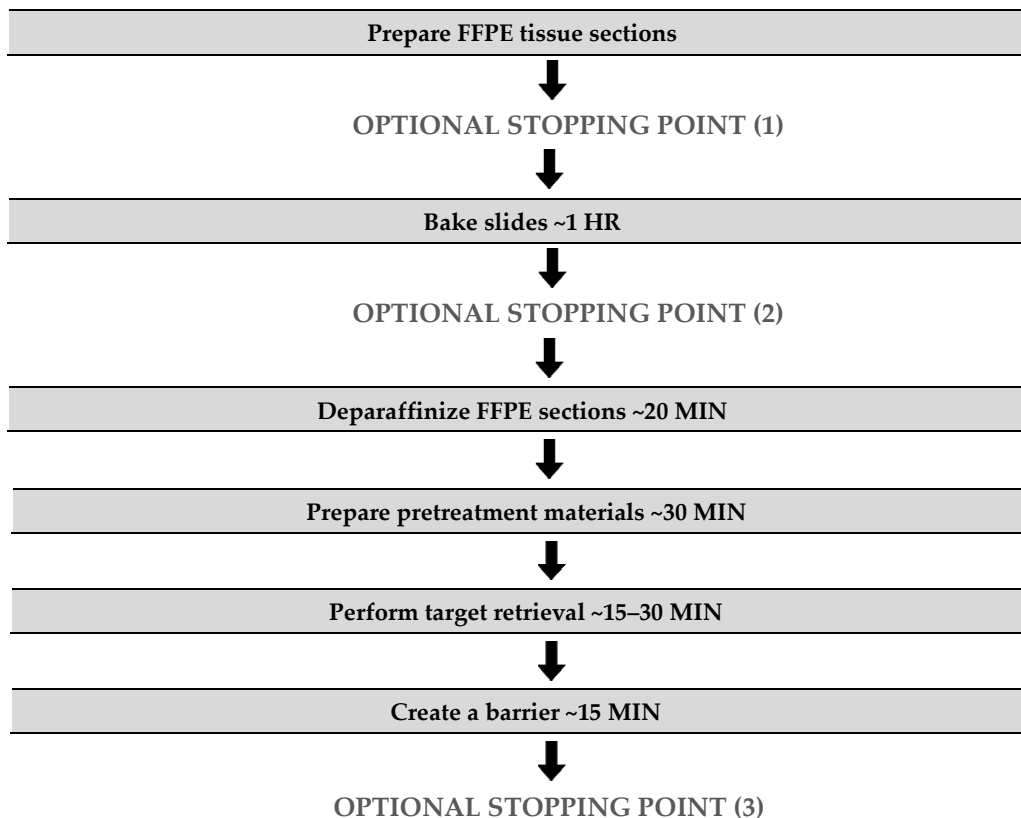 Prepare FFPE tissue sections
OPTIONAL STOPPING POINT (1)
Bake slides ~1 HR
OPTIONAL STOPPING POINT (2)
Deparaffinize FFPE sections ~20 MIN
Prepare pretreatment materials ~30 MIN
Perform target retrieval ~15–30 MIN
Create a barrier ~15 MIN
OPTIONAL STOPPING POINT (3)